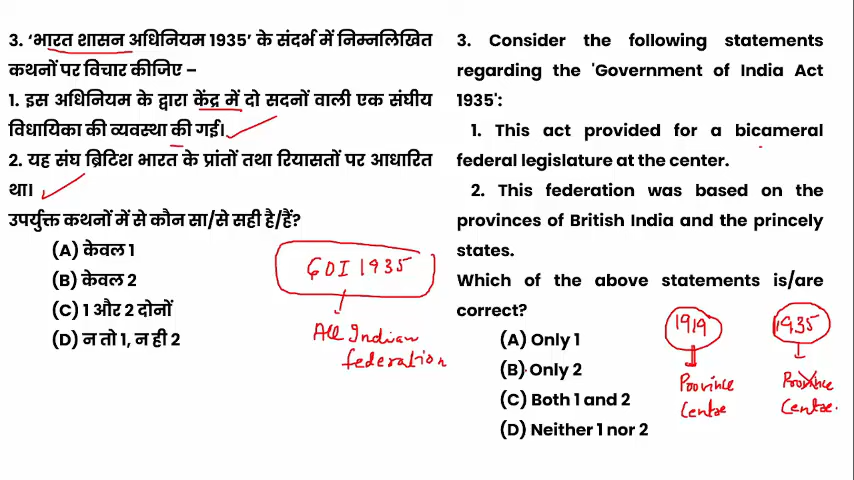 3. ‘भारत शासन अधिनियम 1935’ के संदर्भ में निम्नलिखित
कथनों पर विचार कीजिए –
1. इस अधिनियम के द्वारा केंद्र में दो सदनों वाली एक संघीय
विधायिका की व्यवस्था की गई।
2. यह संघ ब्रिटिश भारत के प्रांतों तथा रियासतों पर आधारित
था।
उपर्युक्त कथनों में से कौन सा/से सही है/हैं?
(A) केवल 1
(B) केवल 2
(C) 1 और 2 दोनों
(D) न तो 1, न ही 2
GOI 1935
All Indian
federation
3. Consider the following statements
regarding the 'Government of India Act
1935':
1. This act provided for a bicameral
federal legislature at the center.
2. This federation was based on the
provinces of British India and the princely
states.
Which of the above statements is/are
correct?
(A) Only 1
(B) Only 2
(C) Both 1 and 2
(D) Neither 1 nor 2
1919
Province
Centre
1935
Province
Centre.